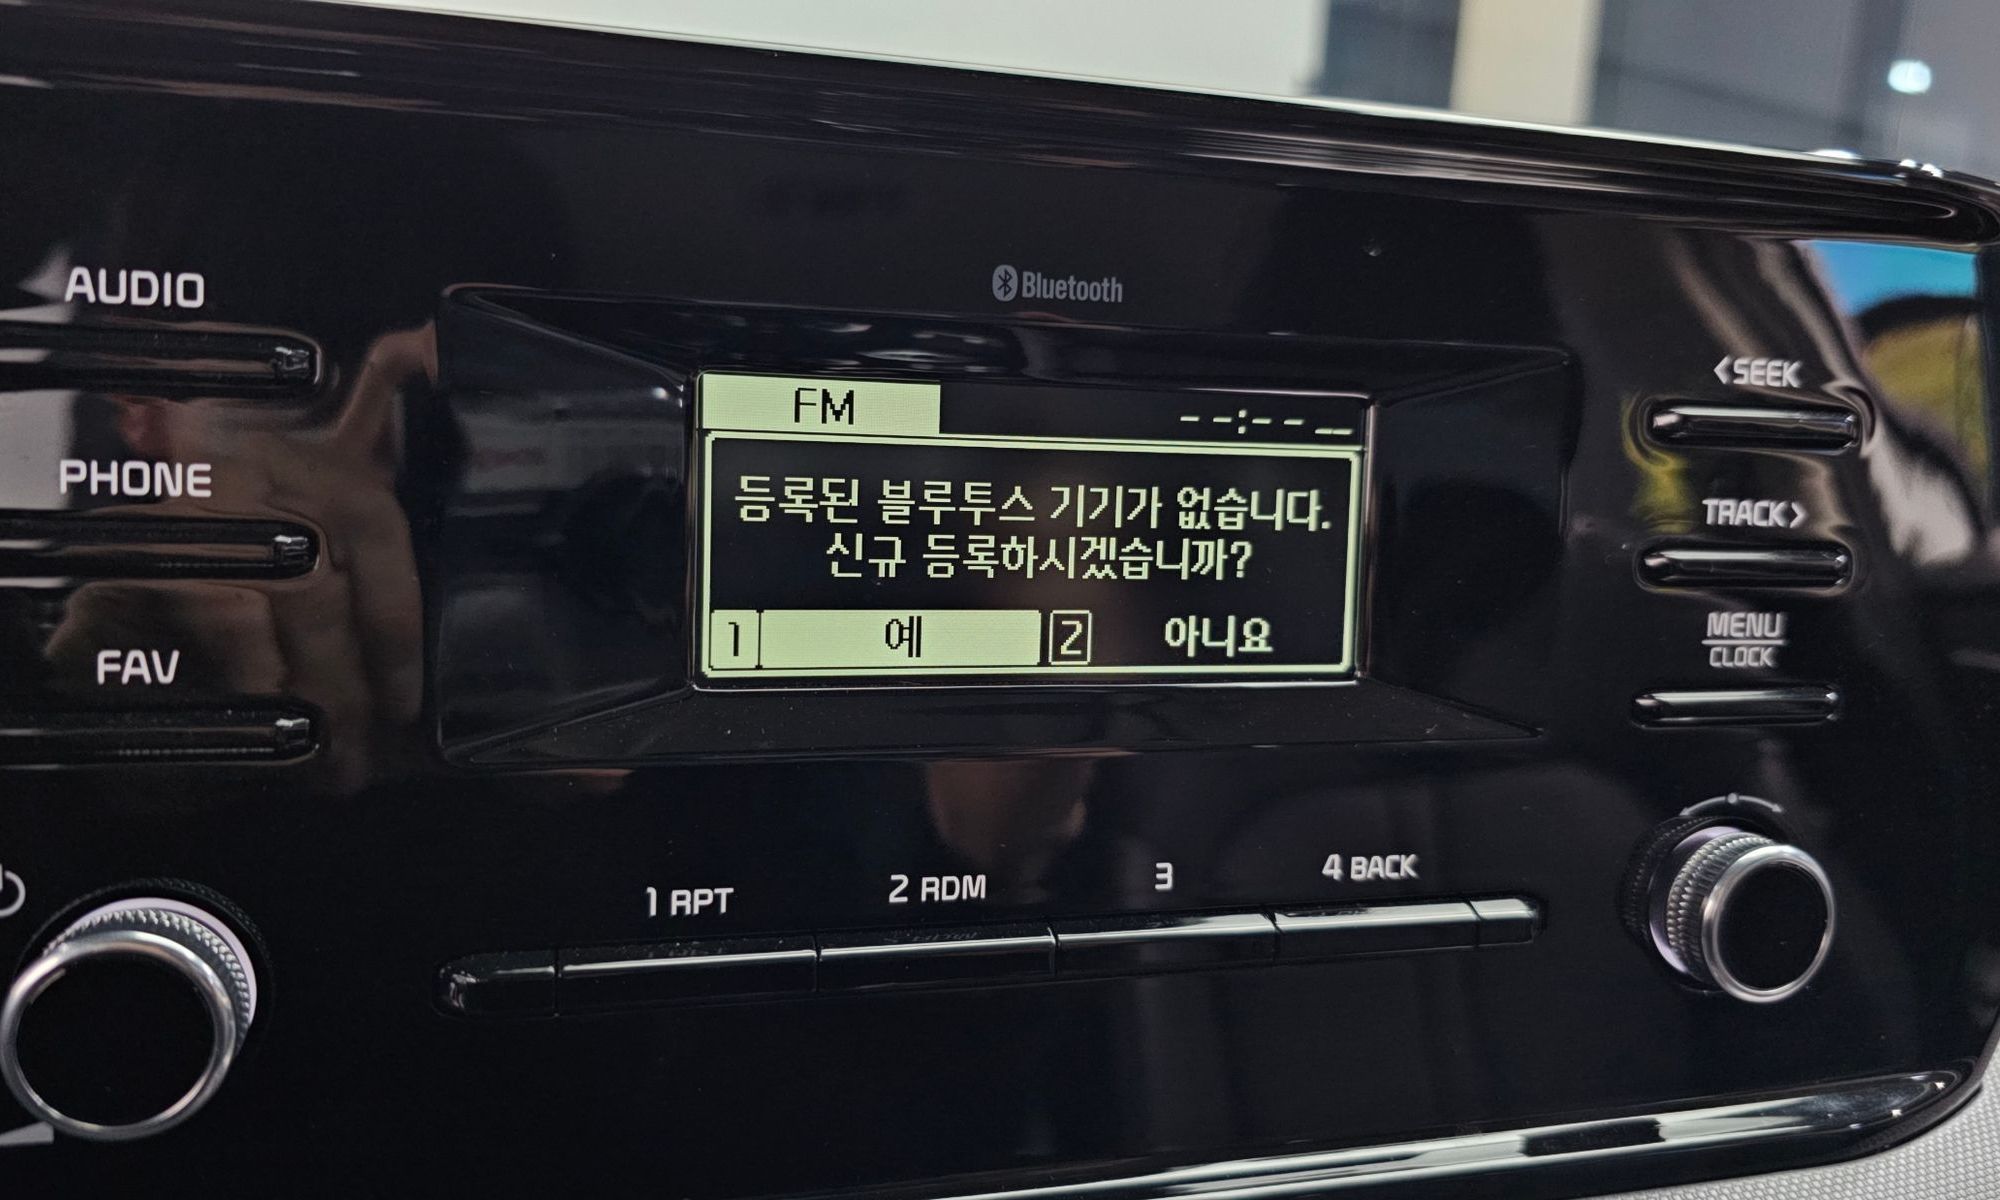 AUDIO
PHONE
FAV
Bluetooth
FM
--:-- __
등록된 블루투스 기기가 없습니다.
신규 등록하시겠습니까?
1 예 2 아니요
<SEEK
TRACK>
MENU
CLOCK
1 RPT 2 RDM 3 4 BACK